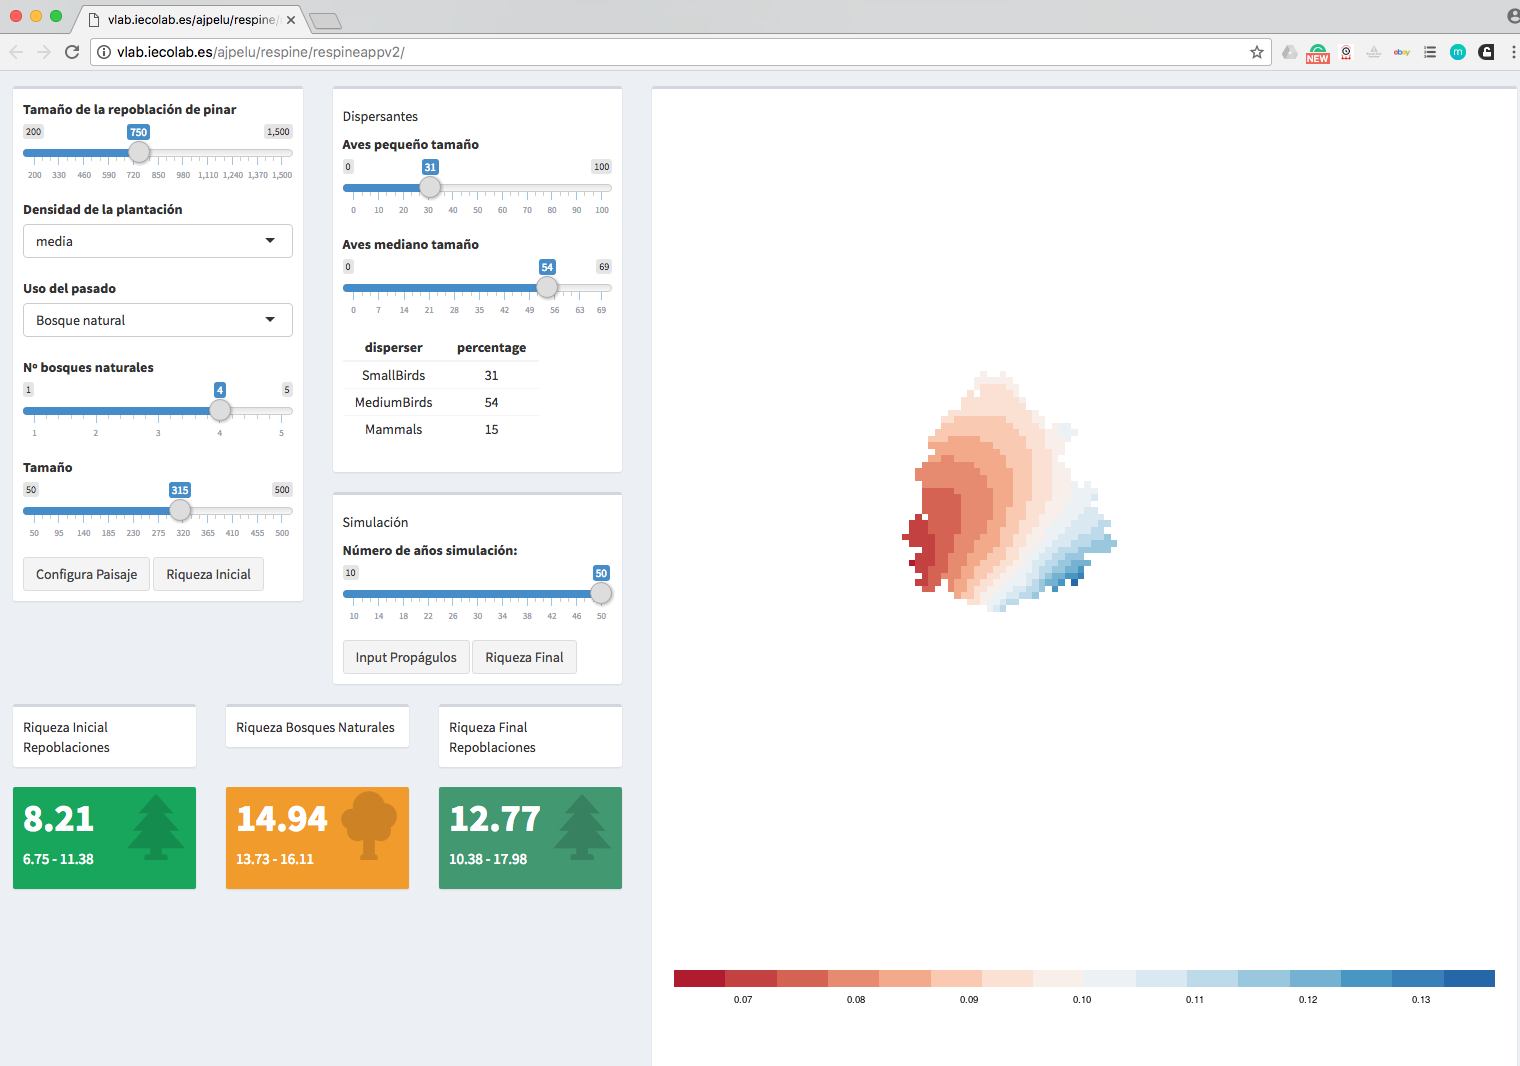 vlab.iecolab.es/ajpelu/respine/
vlab.iecolab.es/ajpelu/respine/respineappv2/
NEW
ebay
m
Tamaño de la repoblación de pinar
200 750 1,500
200 330 460 590 720 850 980 1,110 1,240 1,370 1,500
Densidad de la plantación
media
Uso del pasado
Bosque natural
Nº bosques naturales
1 4 5
1 2 3 4 5
Tamaño
50 315 500
50 95 140 185 230 275 320 365 410 455 500
Configura Paisaje Riqueza Inicial
Dispersantes
Aves pequeño tamaño
0 31 100
0 10 20 30 40 50 60 70 80 90 100
Aves mediano tamaño
0 54 69
0 7 14 21 28 35 42 49 56 63 69
disperser percentage
SmallBirds 31
MediumBirds 54
Mammals 15
Simulación
Número de años simulación:
10 50
10 14 18 22 26 30 34 38 42 46 50
Input Propágulos Riqueza Final
Riqueza Inicial
Repoblaciones
Riqueza Bosques Naturales
Riqueza Final
Repoblaciones
8.21
6.75 - 11.38
14.94
13.73 - 16.11
12.77
10.38 - 17.98
0.07 0.08 0.09 0.10 0.11 0.12 0.13